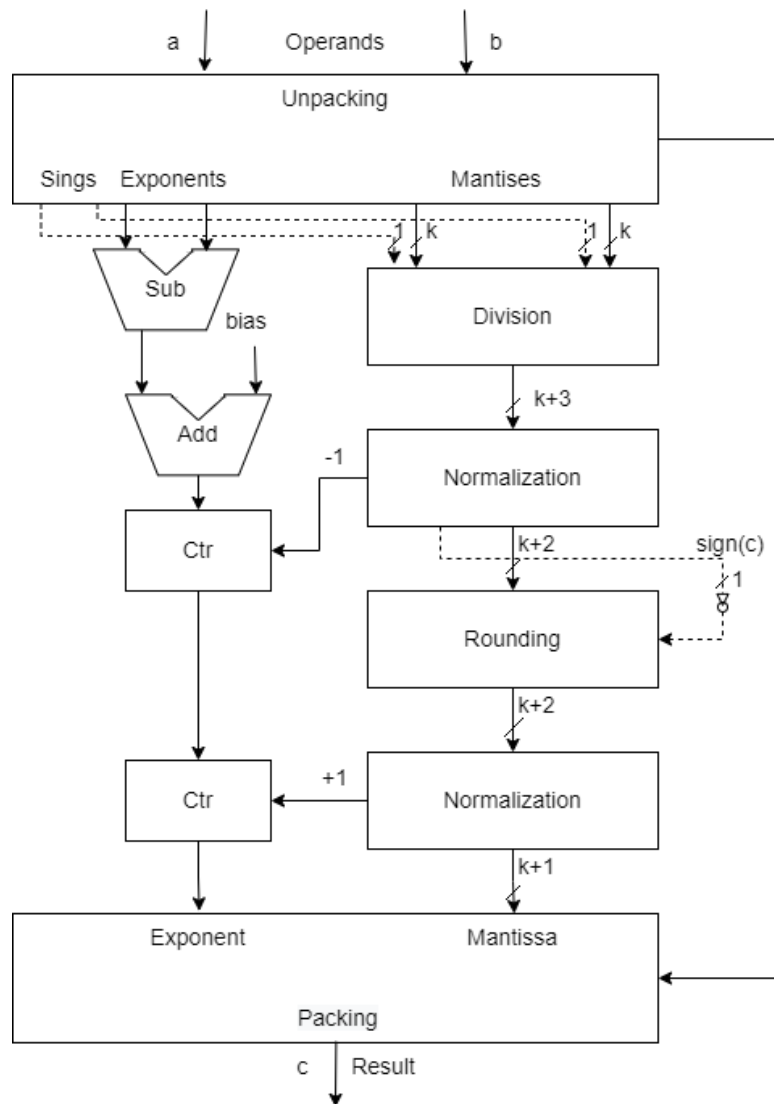 a Operands b
Unpacking
Sings Exponents Mantises
1 k 1 k
Sub
Division
bias
k+3
Add
-1
Normalization
Ctr
k+2 sign(c)
1
Rounding
k+2
+1
Ctr
Normalization
k+1
Exponent Mantissa
Packing
c Result